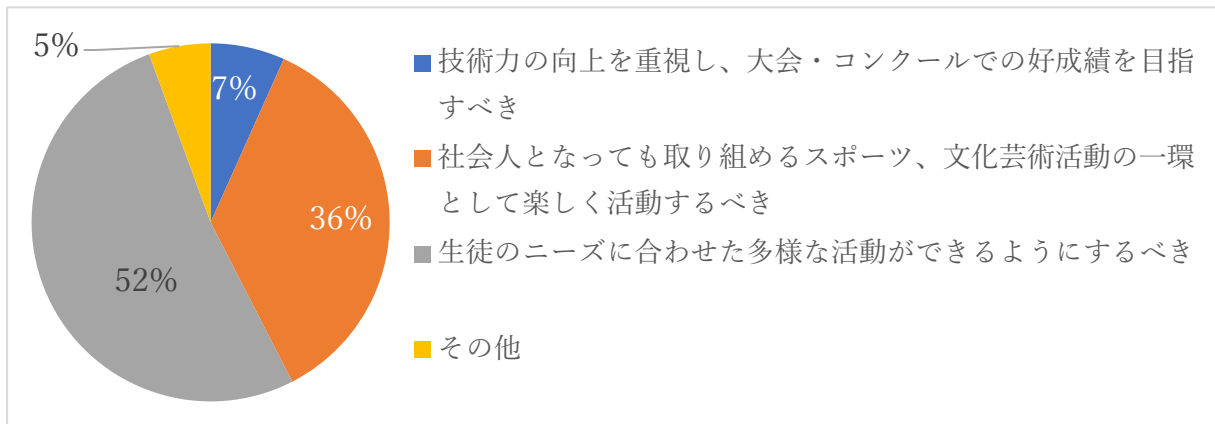 5%
7%
36%
52%
技術力の向上を重視し、大会・コンクールでの好成績を目指
すべき
社会人となっても取り組めるスポーツ、文化芸術活動の一環
として楽しく活動するべき
生徒のニーズに合わせた多様な活動ができるようにするべき
その他